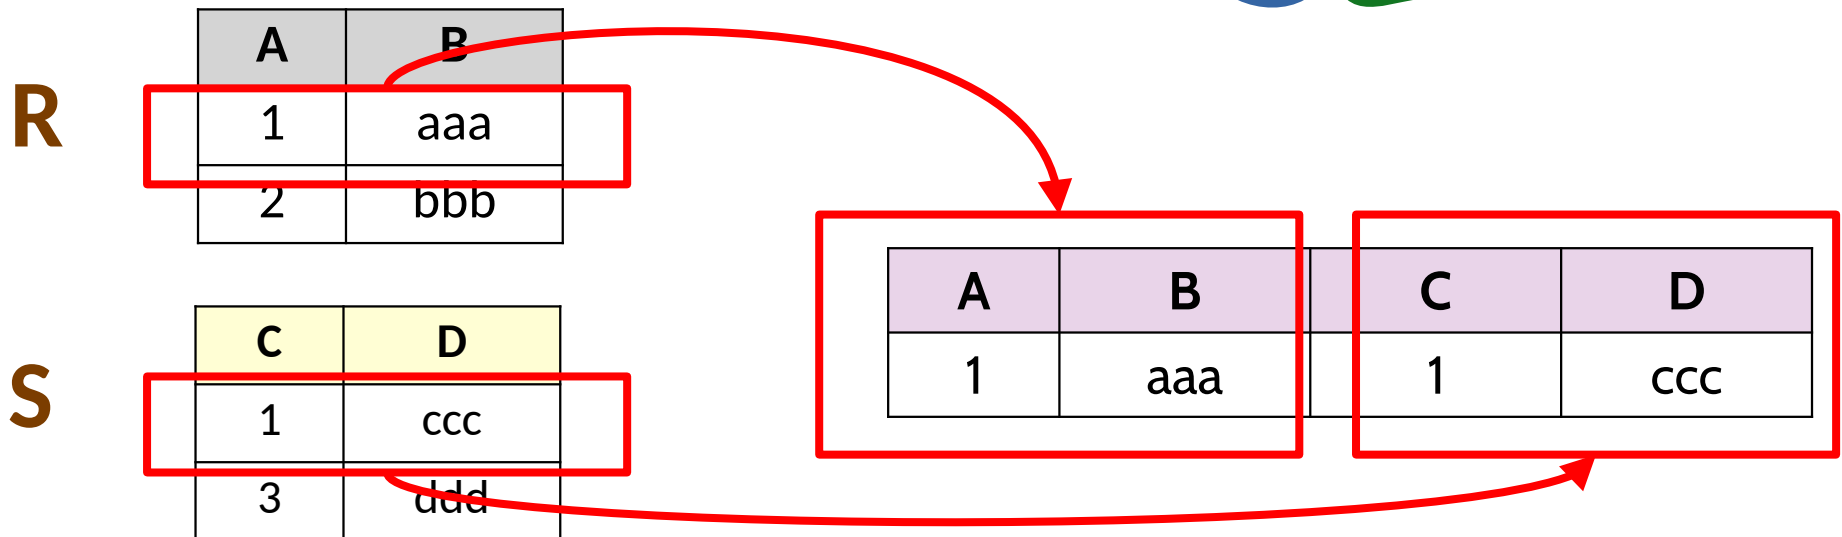 R
A B
1 aaa
2 bbb
S
C D
1 ccc
3 ddd
A B C D
1 aaa 1 ccc